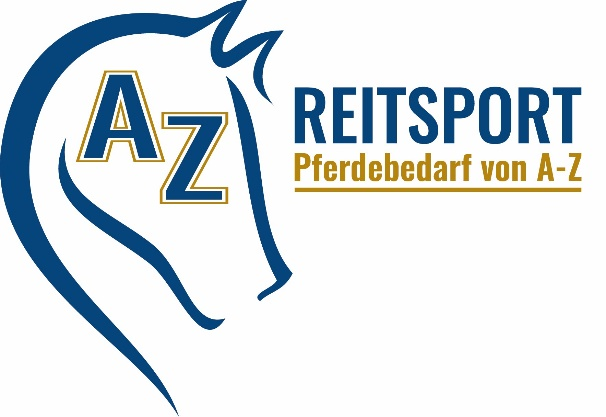 AZ
REITSPORT
Pferdebedarf von A-Z